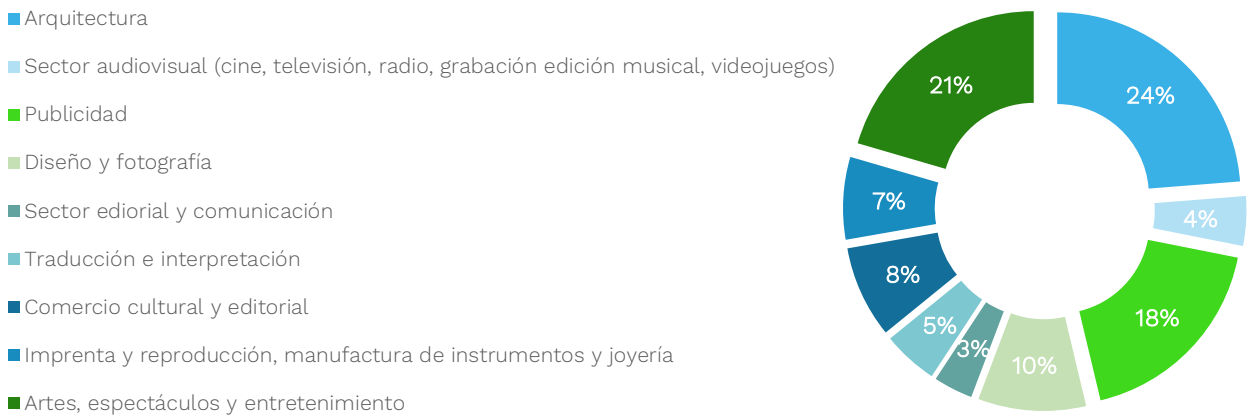 Arquitectura
Sector audiovisual (cine, televisión, radio, grabación edición musical, videojuegos)
Publicidad
Diseño y fotografía
Sector ediorial y comunicación
Traducción e interpretación
Comercio cultural y editorial
Imprenta y reproducción, manufactura de instrumentos y joyería
Artes, espectáculos y entretenimiento
24%
4%
18%
10%
3%
5%
8%
7%
21%